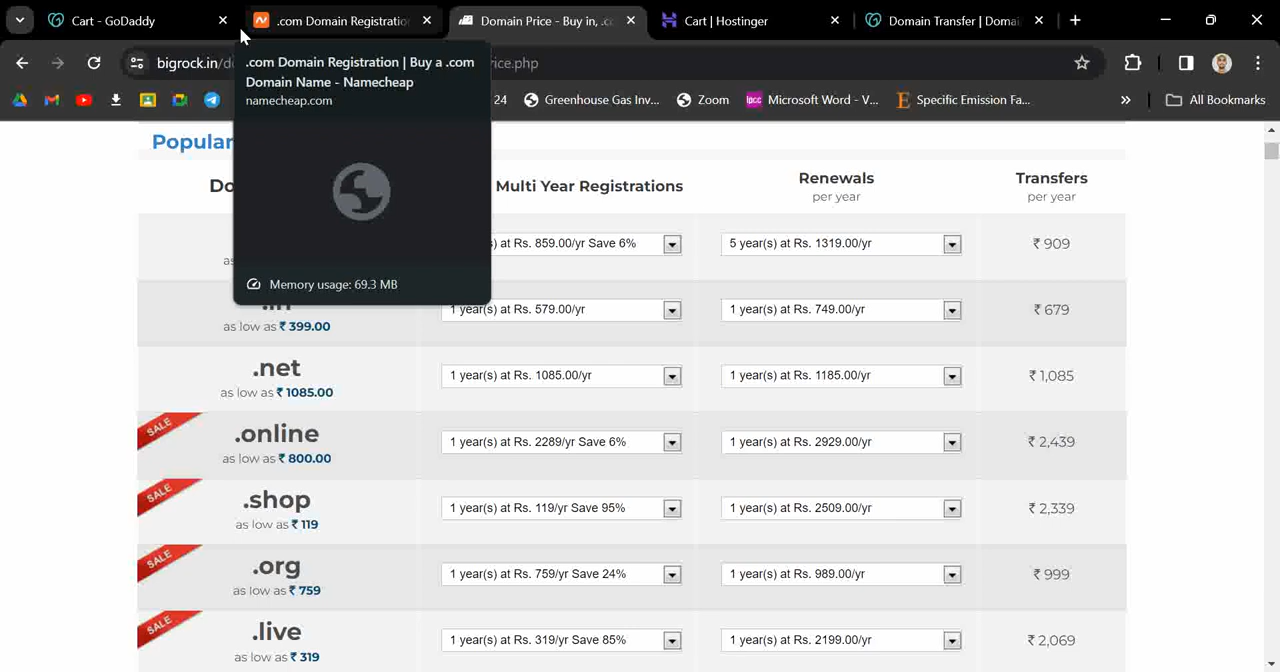 Cart - GoDaddy
.com Domain Registratio
Domain Price - Buy in, .c
Cart | Hostinger
Domain Transfer | Domai
bigrock.in/d
rice.php
.com Domain Registration | Buy a .com
Domain Name - Namecheap
namecheap.com
Memory usage: 69.3 MB
24
Greenhouse Gas Inv...
Zoom
ipcc
Microsoft Word - V...
E
Specific Emission Fa...
»
All Bookmarks
Popular
Do
Multi Year Registrations
Renewals
per year
Transfers
per year
as
s) at Rs. 859.00/yr Save 6%
5 year(s) at Rs. 1319.00/yr
₹ 909
.in
as low as ₹ 399.00
1 year(s) at Rs. 579.00/yr
1 year(s) at Rs. 749.00/yr
₹ 679
.net
as low as ₹ 1085.00
1 year(s) at Rs. 1085.00/yr
1 year(s) at Rs. 1185.00/yr
₹ 1,085
SALE
.online
as low as ₹ 800.00
1 year(s) at Rs. 2289/yr Save 6%
1 year(s) at Rs. 2929.00/yr
₹ 2,439
SALE
.shop
as low as ₹ 119
1 year(s) at Rs. 119/yr Save 95%
1 year(s) at Rs. 2509.00/yr
₹ 2,339
SALE
.org
as low as ₹ 759
1 year(s) at Rs. 759/yr Save 24%
1 year(s) at Rs. 989.00/yr
₹ 999
SALE
.live
as low as ₹ 319
1 year(s) at Rs. 319/yr Save 85%
1 year(s) at Rs. 2199.00/yr
₹ 2,069